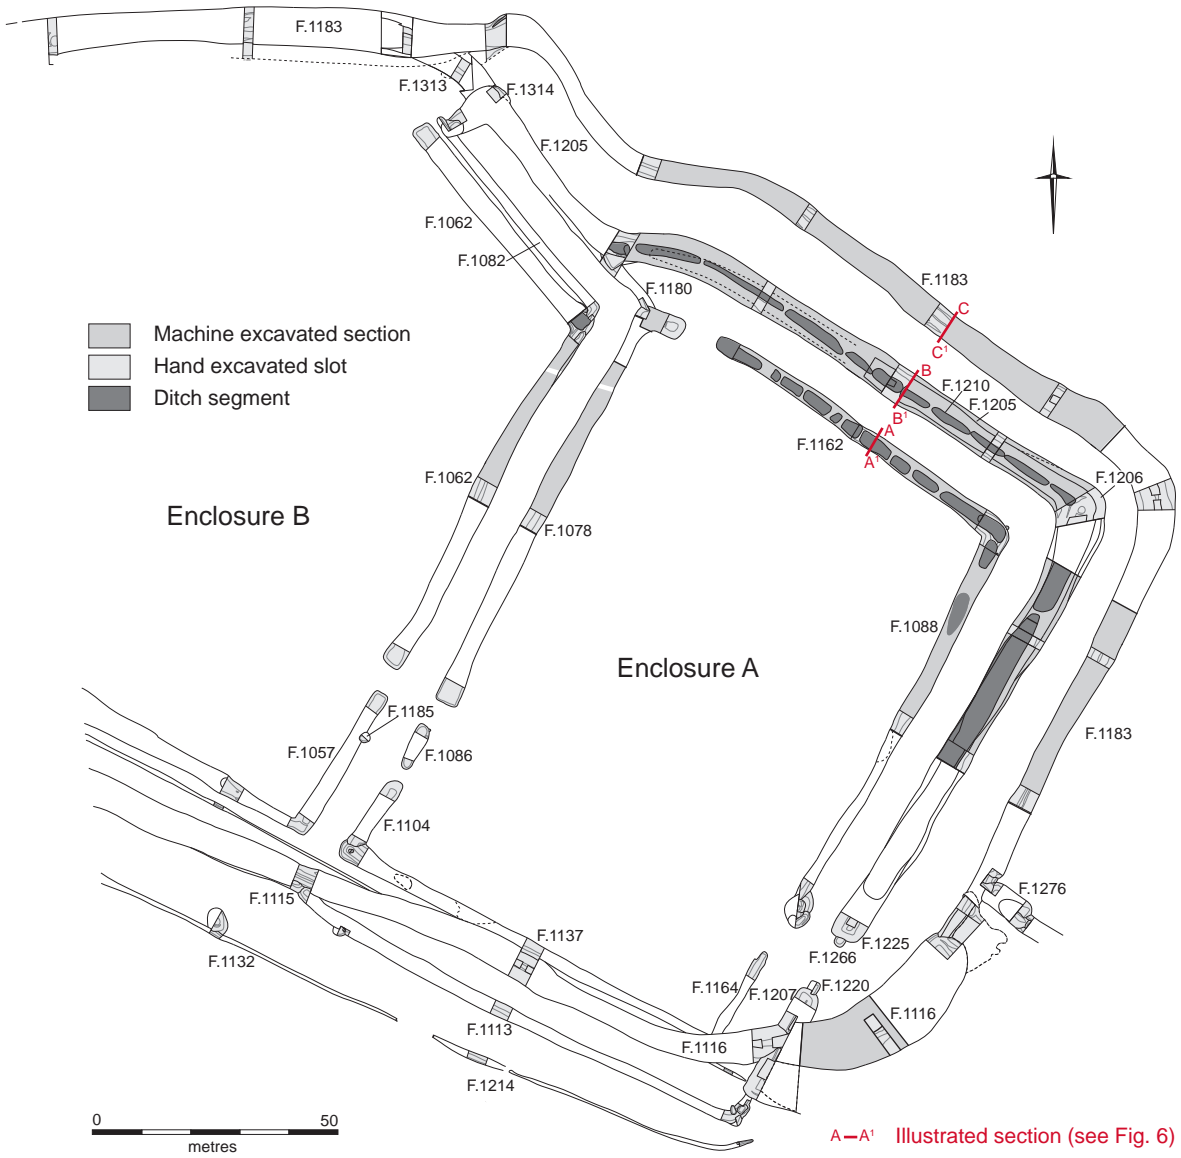 F.1183
F.1313
F.1314
F.1205
F.1062
F.1082
F.1180
F.1183
C
C¹
Machine excavated section
Hand excavated slot
Ditch segment
B
B¹
F.1210
F.1205
A
A¹
F.1162
F.1062
F.1206
Enclosure B
F.1078
F.1088
Enclosure A
F.1185
F.1057
F.1086
F.1183
F.1104
F.1115
F.1276
F.1137
F.1132
F.1225
F.1266
F.1164
F.1207
F.1220
F.1113
F.1116
F.1116
F.1214
0 50
metres
A A¹ Illustrated section (see Fig. 6)